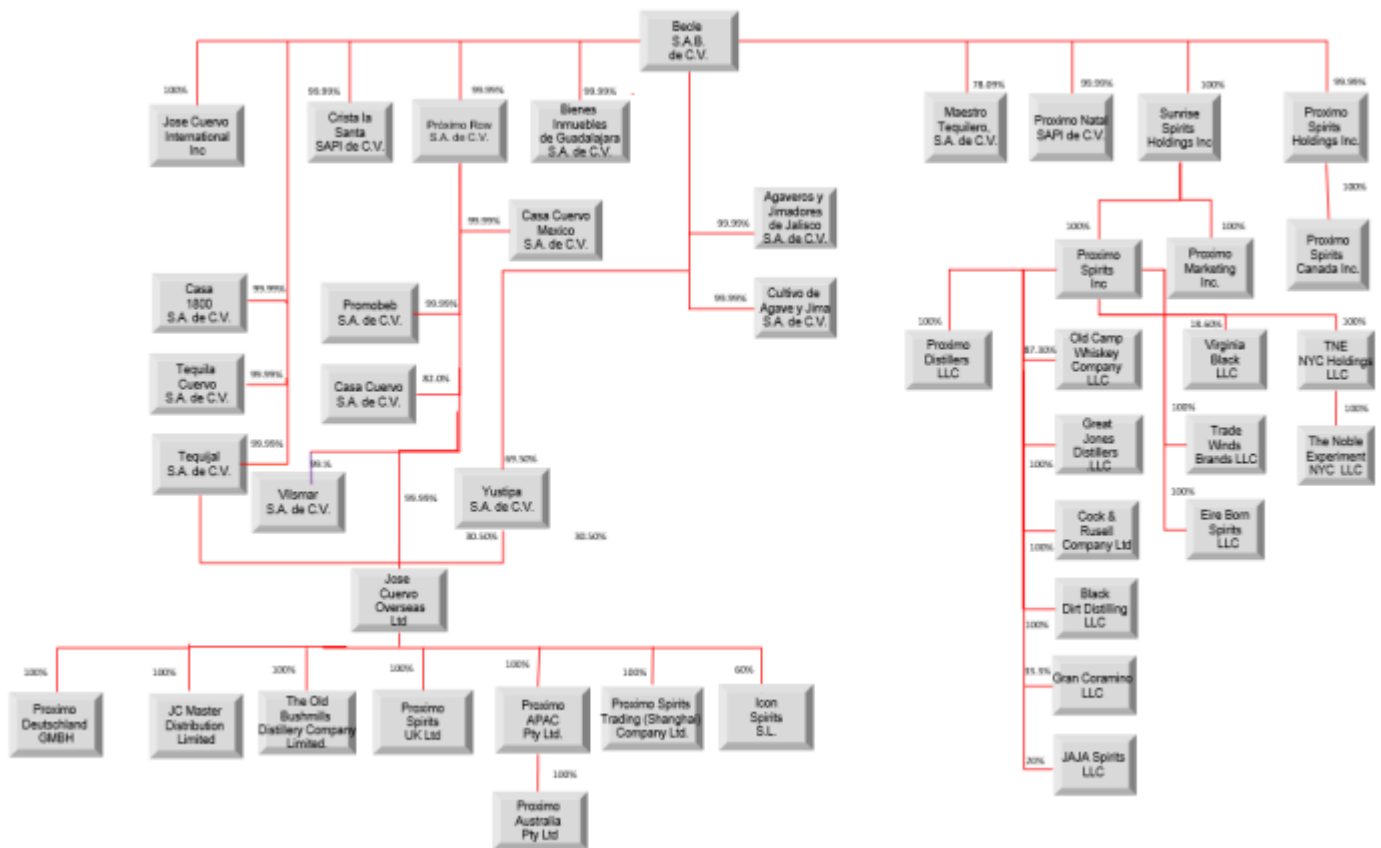 Becle
S.A.B.
de C.V.
100%
99.99%
99.99%
99.99%
78.09%
99.99%
100%
99.99%
Jose Cuervo
International
Inc
Crista la
Santa
SAPI de C.V.
Próximo Row
S.A. de C.V.
Bienes
Inmuebles
de Guadalajara
S.A. de C.V.
Maestro
Tequilero,
S.A. de C.V.
Proximo Natal
SAPI de C.V.
Sunrise
Spirits
Holdings Inc
Proximo
Spirits
Holdings Inc.
100%
99.99%
Casa Cuervo
Mexico
S.A. de C.V.
99.99%
Agaveros y
Jimadores
de Jalisco
S.A. de C.V.
100%
100%
Proximo
Spirits
Inc
Proximo
Marketing
Inc.
Proximo
Spirits
Canada Inc.
Casa
1800
S.A. de C.V.
99.99%
Promobeb
S.A. de C.V.
99.99%
99.99%
Cultivo de
Agave y Jima
S.A. de C.V.
100%
Proximo
Distillers
LLC
87.30%
Old Camp
Whiskey
Company
LLC
18.60%
Virginia
Black
LLC
100%
TNE
NYC Holdings
LLC
Tequila
Cuervo
S.A. de C.V.
99.99%
Casa Cuervo
S.A. de C.V.
82.0%
100%
Great
Jones
Distillers
LLC
100%
Trade
Winds
Brands LLC
100%
The Noble
Experiment
NYC LLC
Tequijal
S.A. de C.V.
99.99%
Vilsmar
S.A. de C.V.
99.99%
69.50%
Yustipa
S.A. de C.V.
30.50%
30.50%
100%
Cock &
Rusell
Company Ltd
100%
Eire Born
Spirits
LLC
Jose
Cuervo
Overseas
Ltd
100%
Black
Dirt Distilling
LLC
100%
100%
100%
100%
100%
100%
60%
Proximo
Deutschland
GMBH
JC Master
Distribution
Limited
The Old
Bushmills
Distillery Company
Limited.
Proximo
Spirits
UK Ltd
Proximo
APAC
Pty Ltd.
Proximo Spirits
Trading (Shanghai)
Company Ltd.
Icon
Spirits
S.L.
Gran Coramino
LLC
100%
Proximo
Australia
Pty Ltd
20%
JAJA Spirits
LLC